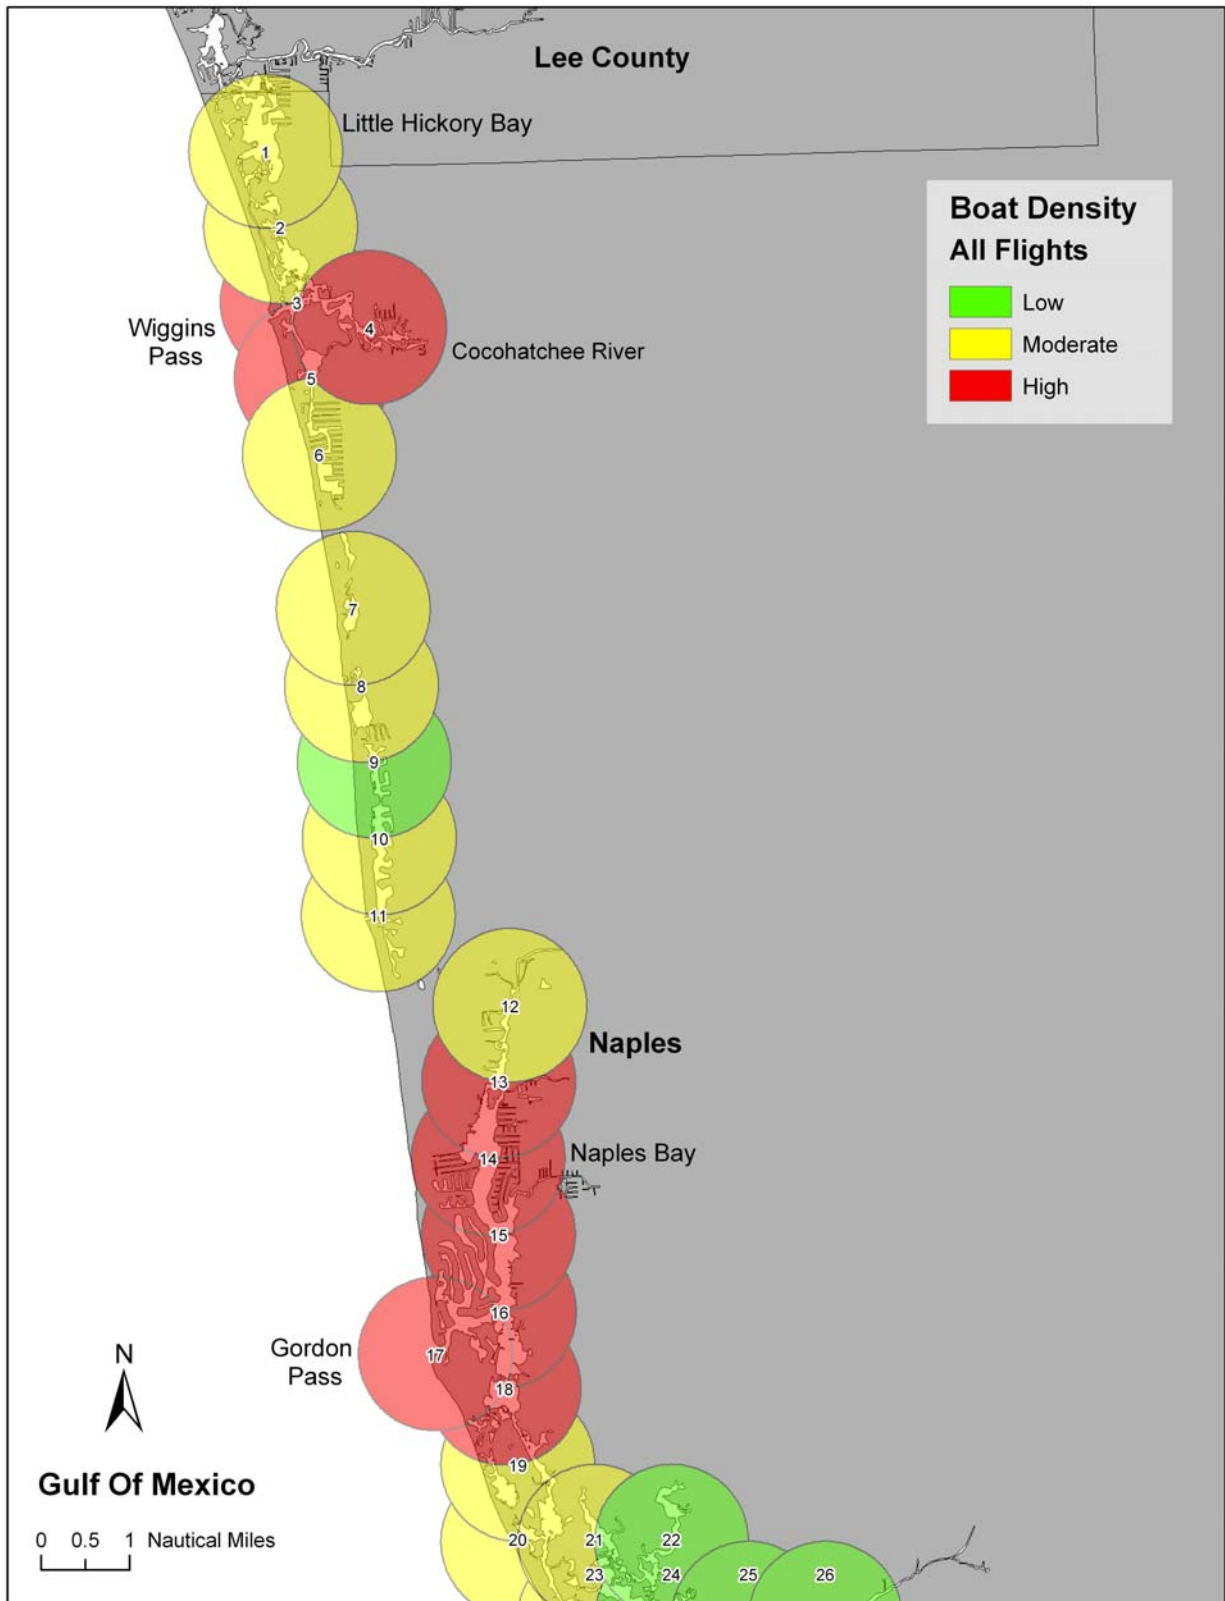 Lee County
Little Hickory Bay
1
Boat Density
All Flights
Low
Moderate
High
2
3
4
Wiggins
Pass
Cocohatchee River
5
6
7
8
9
10
11
12
Naples
13
14
Naples Bay
15
16
Gordon
Pass
17
18
N
19
Gulf Of Mexico
0 0.5 1 Nautical Miles
20
21
22
23
24
25
26